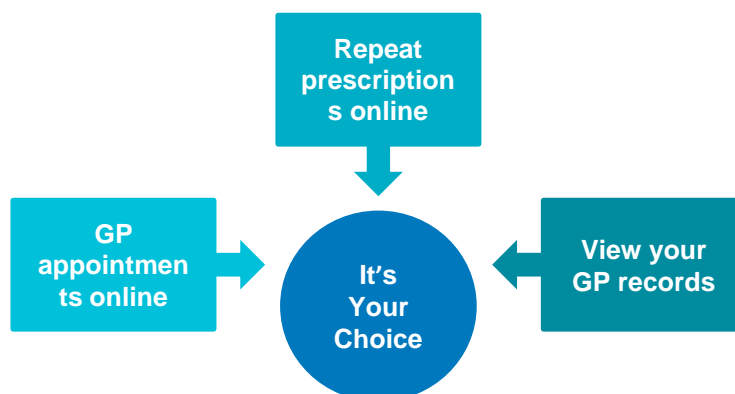 Repeat
prescription
s online
GP
appointmen
ts online
It’s
Your
Choice
View your
GP records